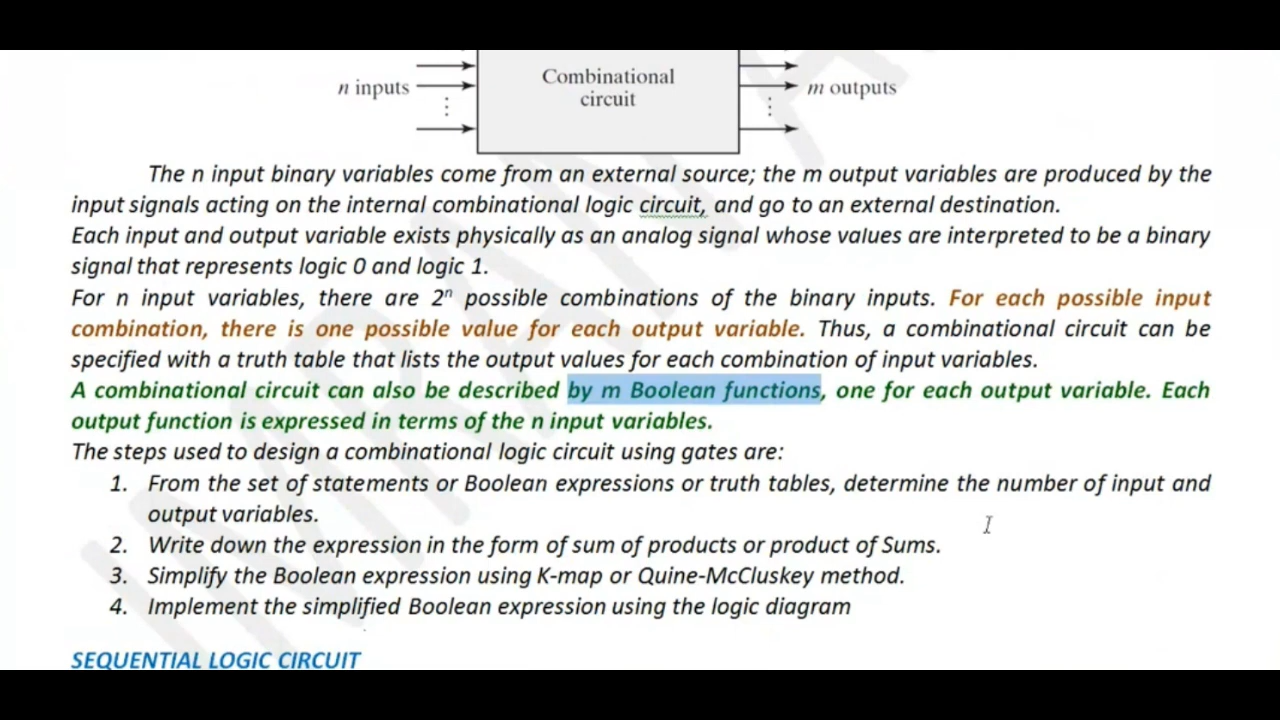 Combinational
circuit
n inputs
m outputs
The n input binary variables come from an external source; the m output variables are produced by the
input signals acting on the internal combinational logic circuit, and go to an external destination.
Each input and output variable exists physically as an analog signal whose values are interpreted to be a binary
signal that represents logic 0 and logic 1.
For n input variables, there are 2ⁿ possible combinations of the binary inputs. For each possible input
combination, there is one possible value for each output variable. Thus, a combinational circuit can be
specified with a truth table that lists the output values for each combination of input variables.
A combinational circuit can also be described by m Boolean functions, one for each output variable. Each
output function is expressed in terms of the n input variables.
The steps used to design a combinational logic circuit using gates are:
1. From the set of statements or Boolean expressions or truth tables, determine the number of input and
output variables.
2. Write down the expression in the form of sum of products or product of Sums.
3. Simplify the Boolean expression using K-map or Quine-McCluskey method.
4. Implement the simplified Boolean expression using the logic diagram
SEQUENTIAL LOGIC CIRCUIT